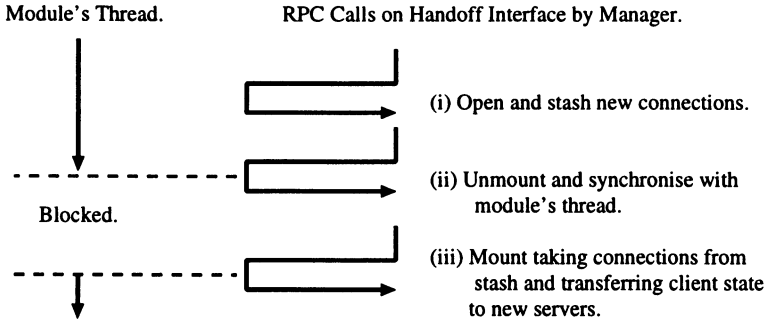 Module's Thread.
RPC Calls on Handoff Interface by Manager.
(i) Open and stash new connections.
(ii) Unmount and synchronise with
module's thread.
Blocked.
(iii) Mount taking connections from
stash and transferring client state
to new servers.